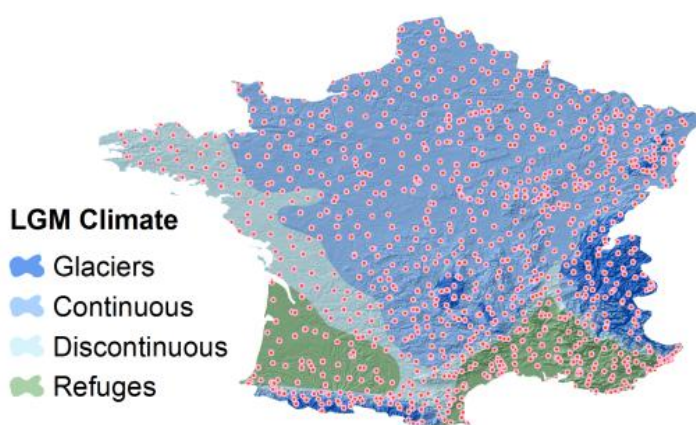 LGM Climate
Glaciers
Continuous
Discontinuous
Refuges